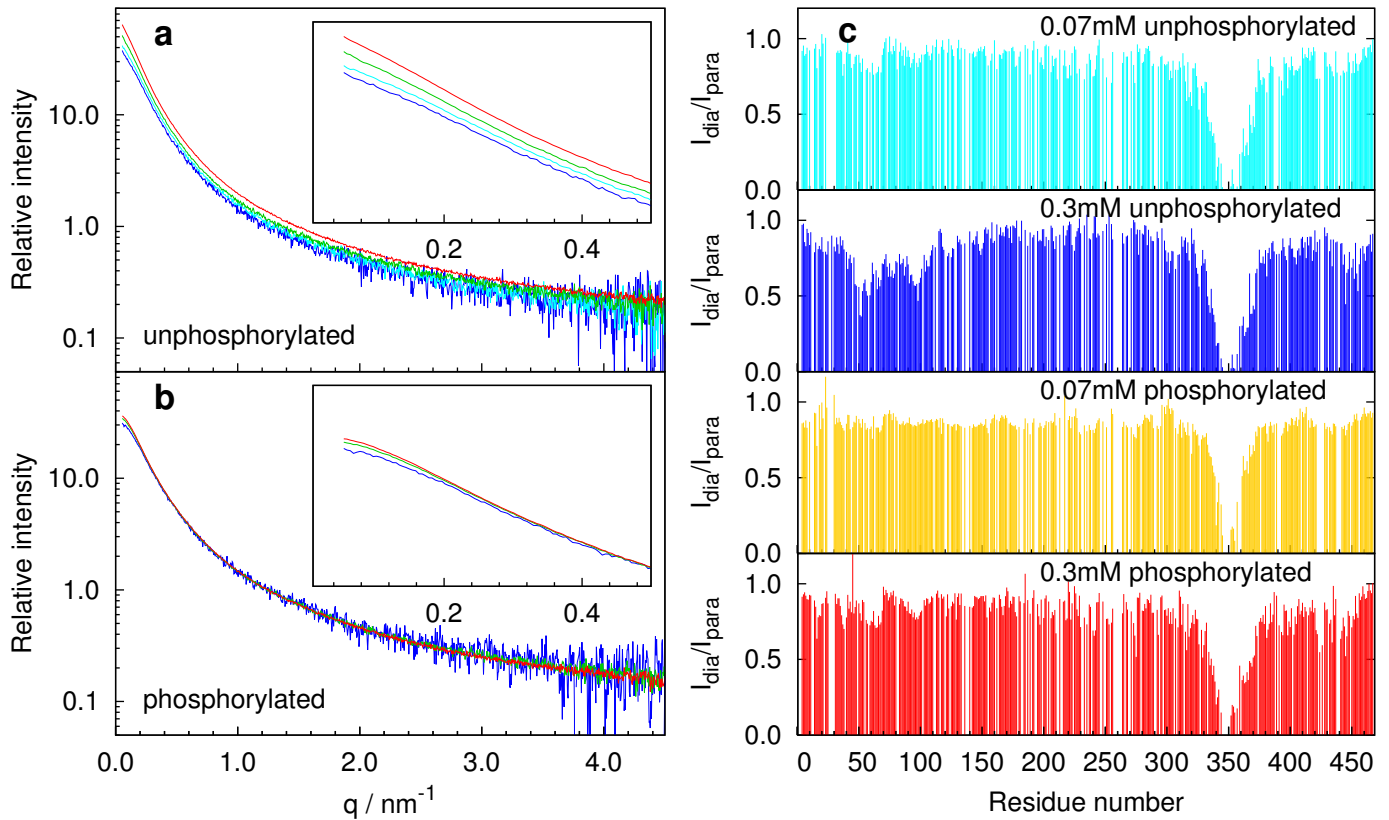 a
Relative intensity
10.0
1.0
0.1
0.2 0.4
unphosphorylated
b
Relative intensity
10.0
1.0
0.1
0.2 0.4
phosphorylated
0.0 1.0 2.0 3.0 4.0
q / nm-1
c
0.07mM unphosphorylated
Idia/Ipara
1.0
0.5
0.0
0.3mM unphosphorylated
Idia/Ipara
1.0
0.5
0.0
0.07mM phosphorylated
Idia/Ipara
1.0
0.5
0.0
0.3mM phosphorylated
Idia/Ipara
1.0
0.5
0.0
0 50 100 150 200 250 300 350 400 450
Residue number